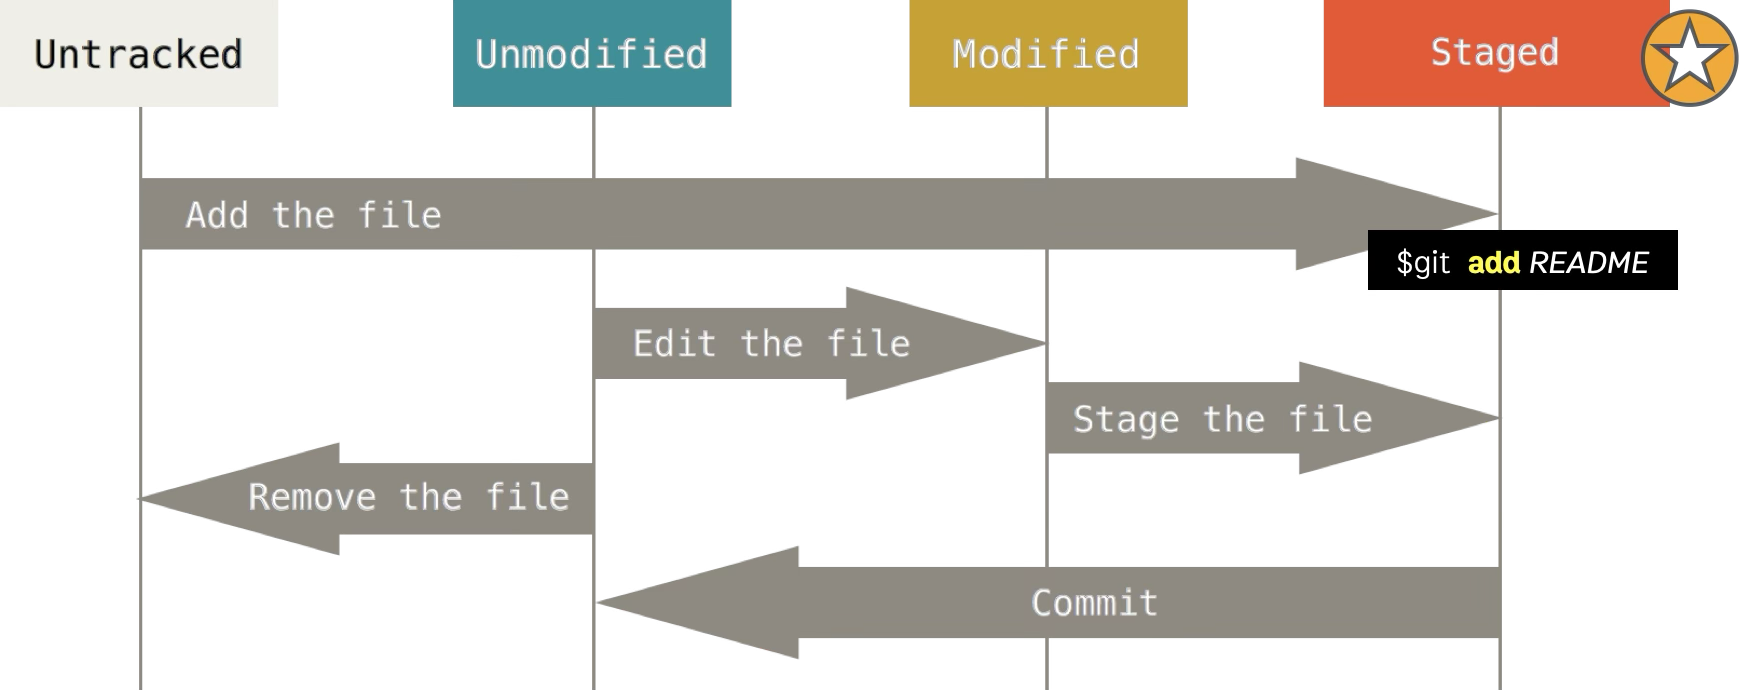 Untracked
Unmodified
Modified
Staged
Add the file
$git add README
Edit the file
Stage the file
Remove the file
Commit